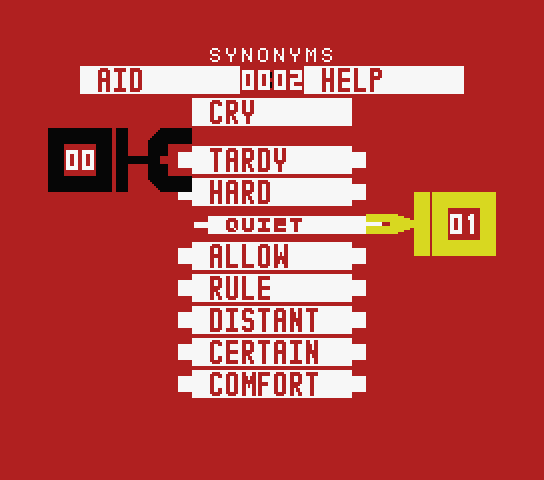 SYNONYMS
AID 0002 HELP
CRY
00 TARDY
HARD
QUIET 01
ALLOW
RULE
DISTANT
CERTAIN
COMFORT